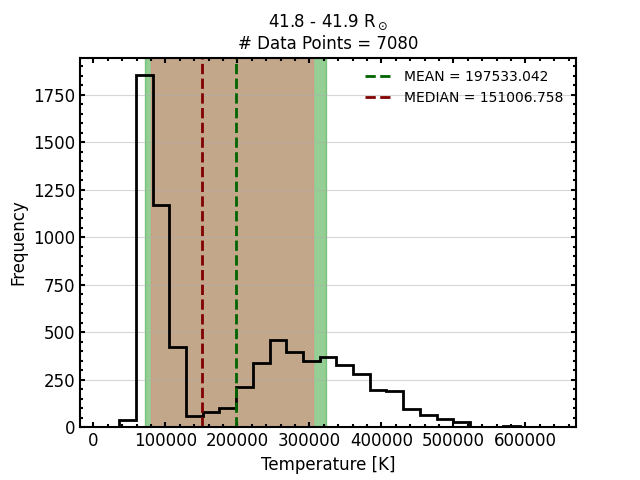 41.8 - 41.9 R⊙
# Data Points = 7080
MEAN = 197533.042
MEDIAN = 151006.758
Frequency
1750
1500
1250
1000
750
500
250
0
0 100000 200000 300000 400000 500000 600000
Temperature [K]